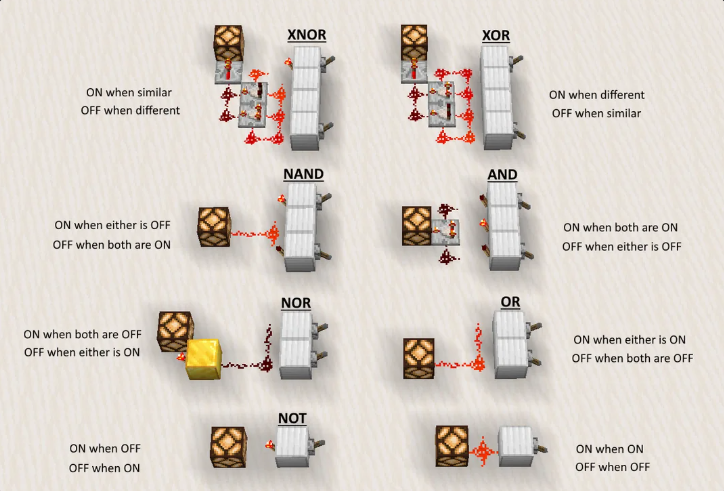 XNOR
ON when similar
OFF when different
XOR
ON when different
OFF when similar
NAND
ON when either is OFF
OFF when both are ON
AND
ON when both are ON
OFF when either is OFF
NOR
ON when both are OFF
OFF when either is ON
OR
ON when either is ON
OFF when both are OFF
NOT
ON when OFF
OFF when ON
ON when ON
OFF when OFF